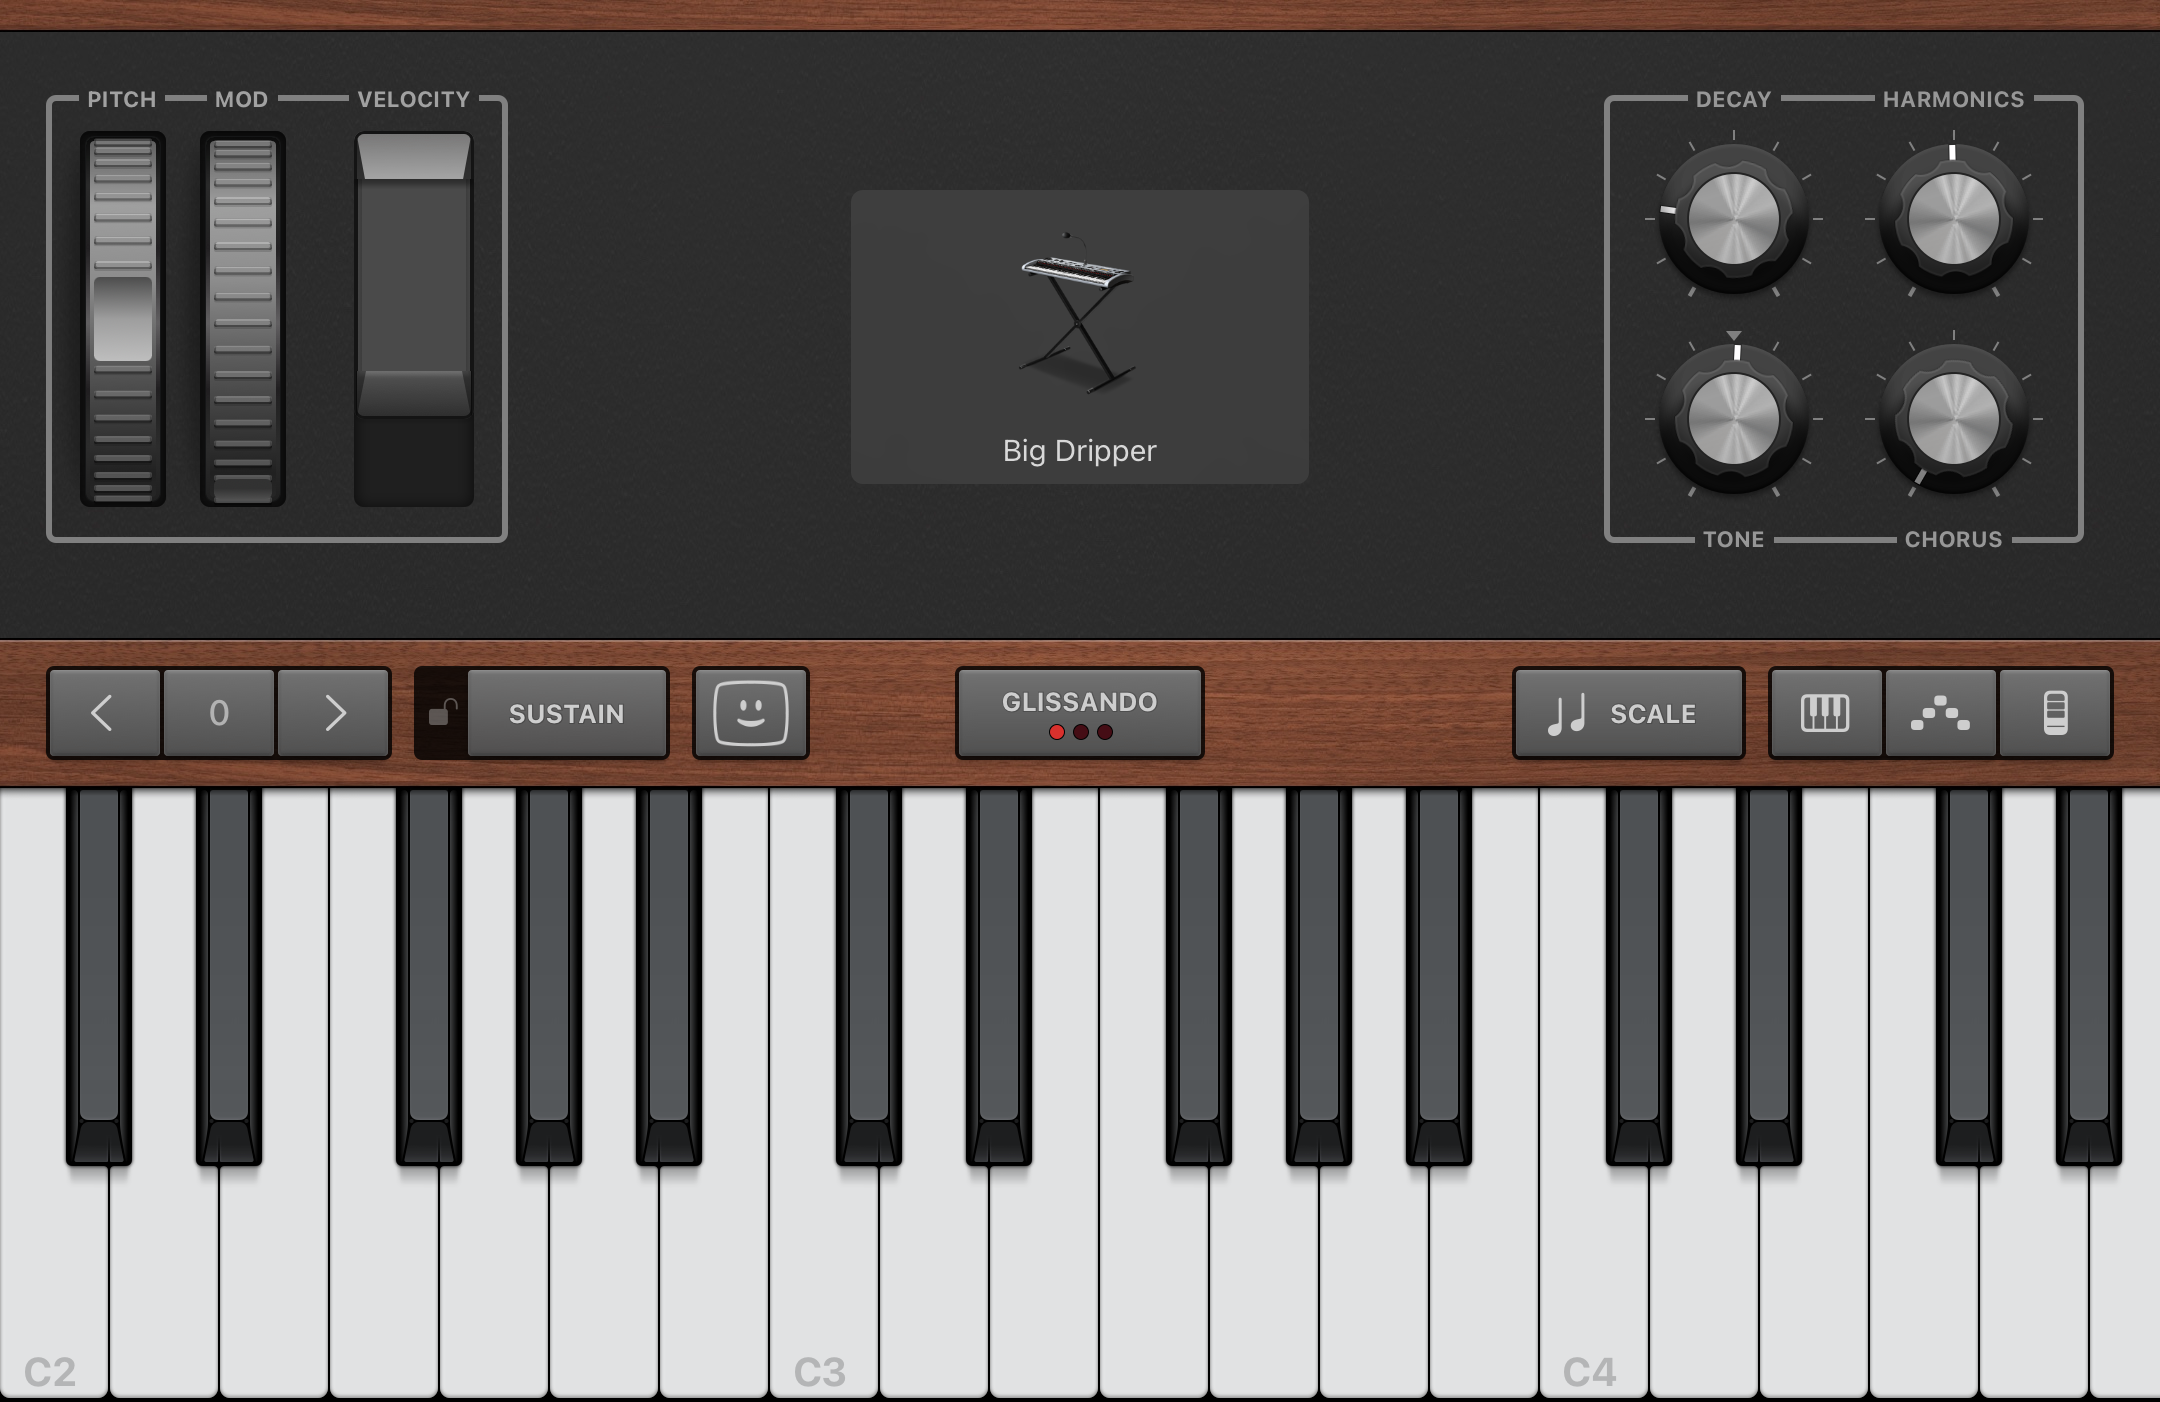 PITCH MOD VELOCITY
DECAY HARMONICS
Big Dripper
TONE CHORUS
0 SUSTAIN GLISSANDO SCALE
C2 C3 C4